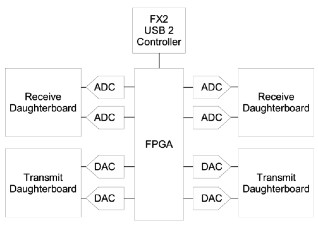 FX2
USB 2
Controller
ADC
ADC
Receive
Daughterboard
ADC
ADC
Receive
Daughterboard
FPGA
DAC
DAC
Transmit
Daughterboard
DAC
DAC
Transmit
Daughterboard